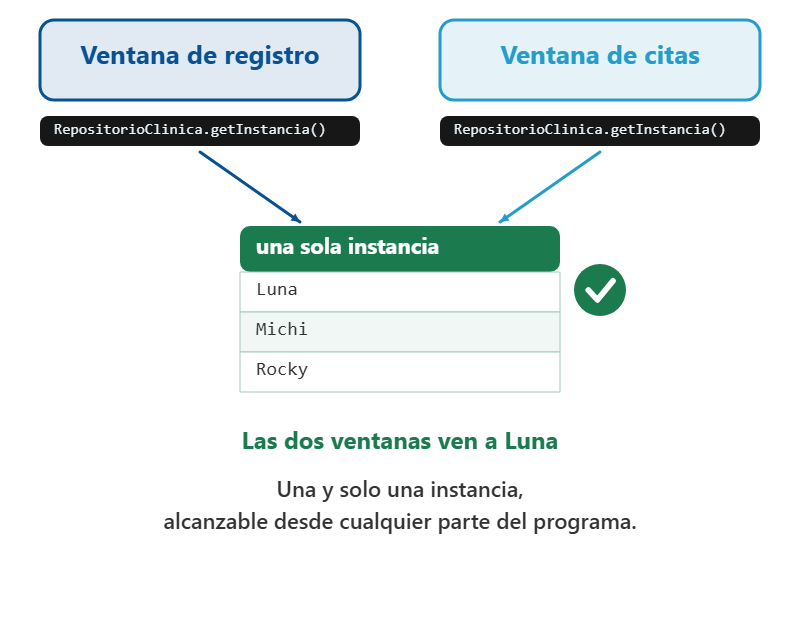 Ventana de registro
Ventana de citas
RepositorioClinica.getInstancia()
RepositorioClinica.getInstancia()
una sola instancia
Luna
Michi
Rocky
Las dos ventanas ven a Luna
Una y solo una instancia,
alcanzable desde cualquier parte del programa.